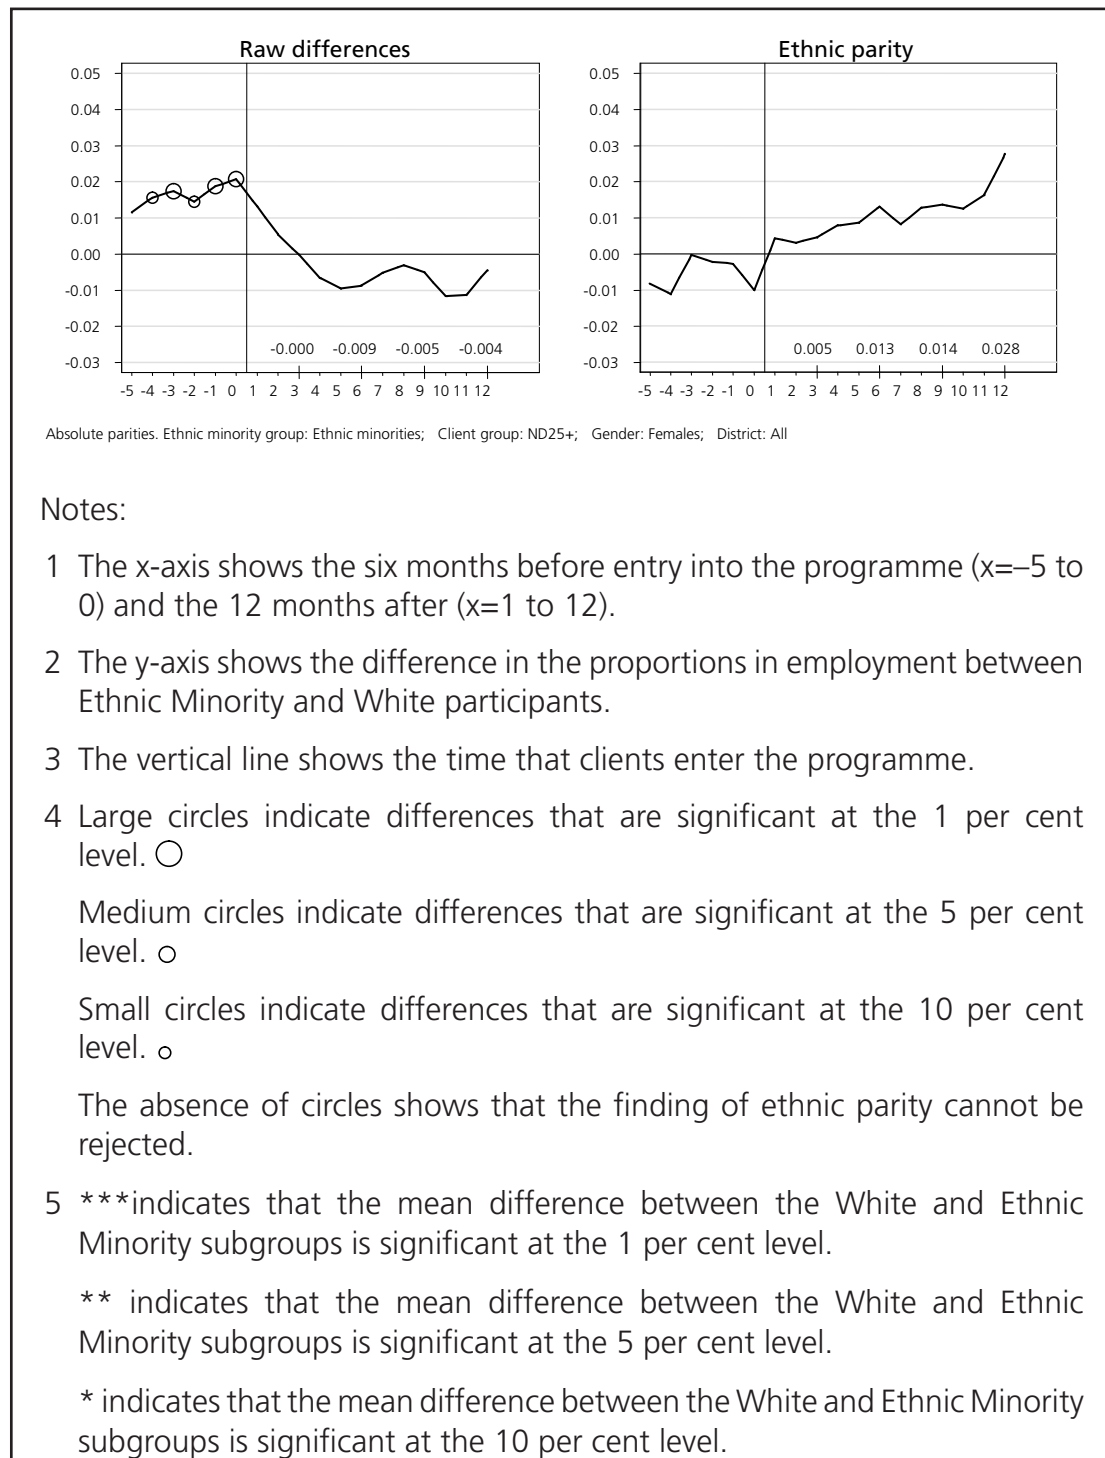 Raw differences
0.05
0.04
0.03
0.02
0.01
0.00
-0.01
-0.02
-0.03
-0.000 -0.009 -0.005 -0.004
-5 -4 -3 -2 -1 0 1 2 3 4 5 6 7 8 9 10 11 12
Ethnic parity
0.05
0.04
0.03
0.02
0.01
0.00
-0.01
-0.02
-0.03
0.005 0.013 0.014 0.028
-5 -4 -3 -2 -1 0 1 2 3 4 5 6 7 8 9 10 11 12
Absolute parities. Ethnic minority group: Ethnic minorities; Client group: ND25+; Gender: Females; District: All
Notes:
1 The x-axis shows the six months before entry into the programme (x=–5 to
0) and the 12 months after (x=1 to 12).
2 The y-axis shows the difference in the proportions in employment between
Ethnic Minority and White participants.
3 The vertical line shows the time that clients enter the programme.
4 Large circles indicate differences that are significant at the 1 per cent
level.
Medium circles indicate differences that are significant at the 5 per cent
level.
Small circles indicate differences that are significant at the 10 per cent
level.
The absence of circles shows that the finding of ethnic parity cannot be
rejected.
5 ***indicates that the mean difference between the White and Ethnic
Minority subgroups is significant at the 1 per cent level.
** indicates that the mean difference between the White and Ethnic
Minority subgroups is significant at the 5 per cent level.
* indicates that the mean difference between the White and Ethnic Minority
subgroups is significant at the 10 per cent level.